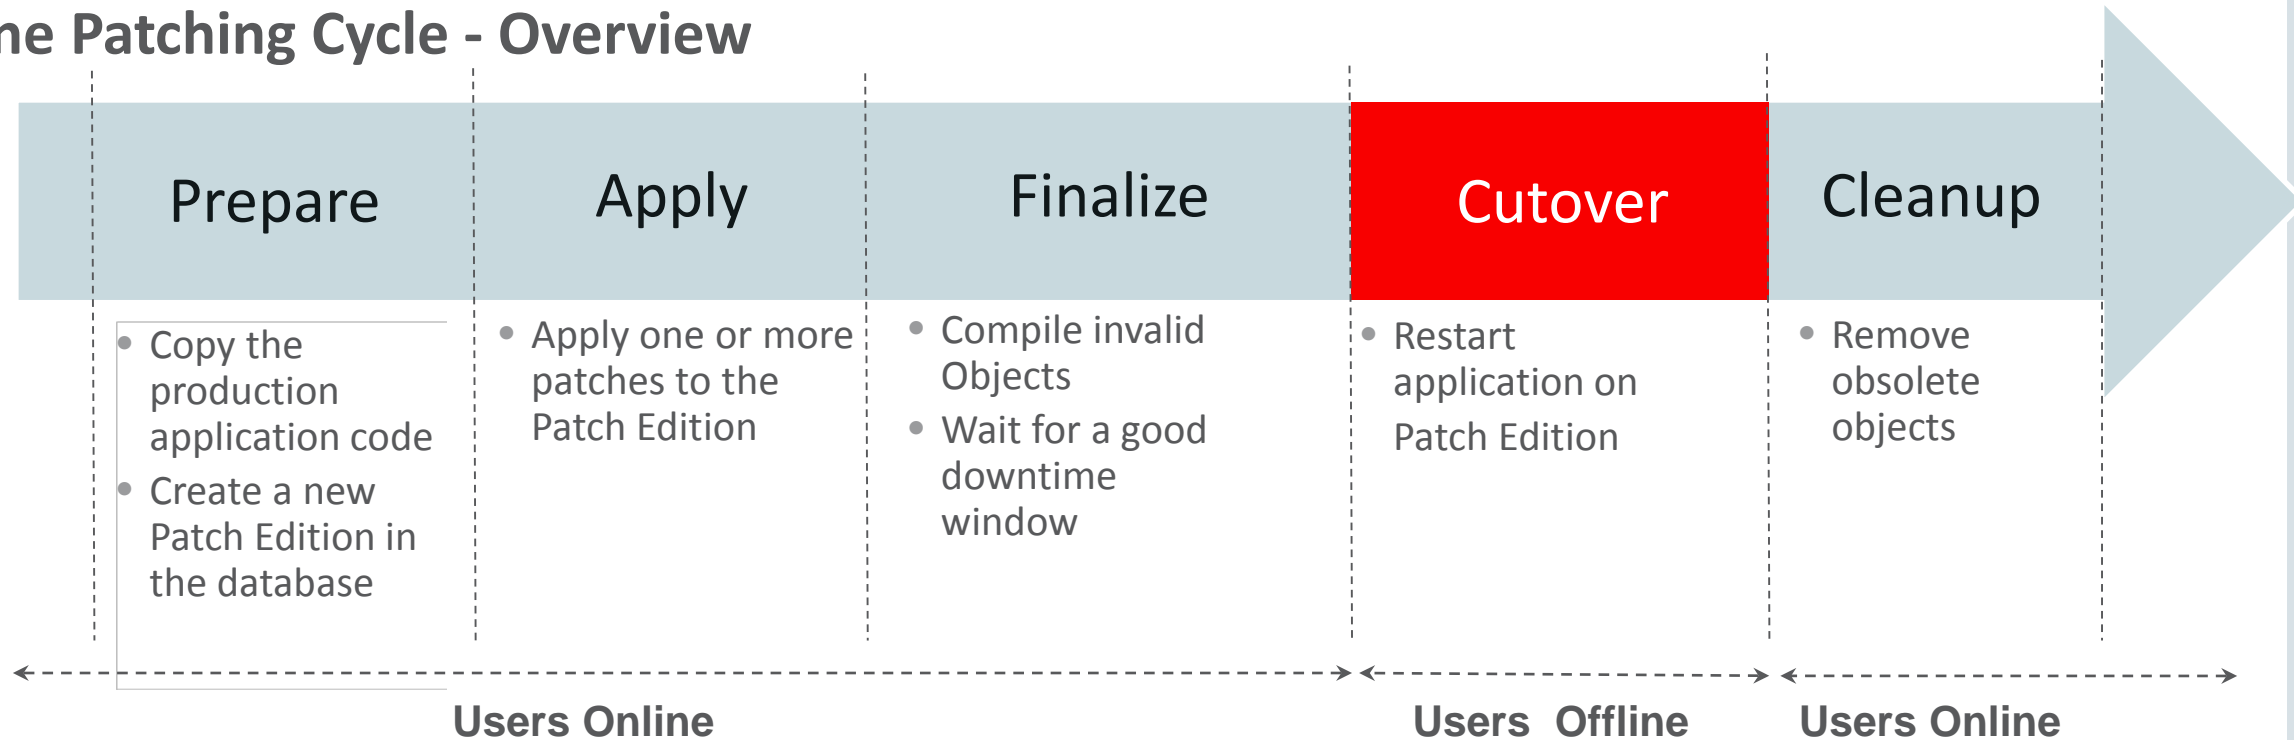 ne Patching Cycle - Overview
Prepare
Apply
Finalize
Cutover
Cleanup
• Copy the
production
application code
• Create a new
Patch Edition in
the database
• Apply one or more
patches to the
Patch Edition
• Compile invalid
Objects
• Wait for a good
downtime
window
• Restart
application on
Patch Edition
• Remove
obsolete
objects
Users Online
Users Offline
Users Online